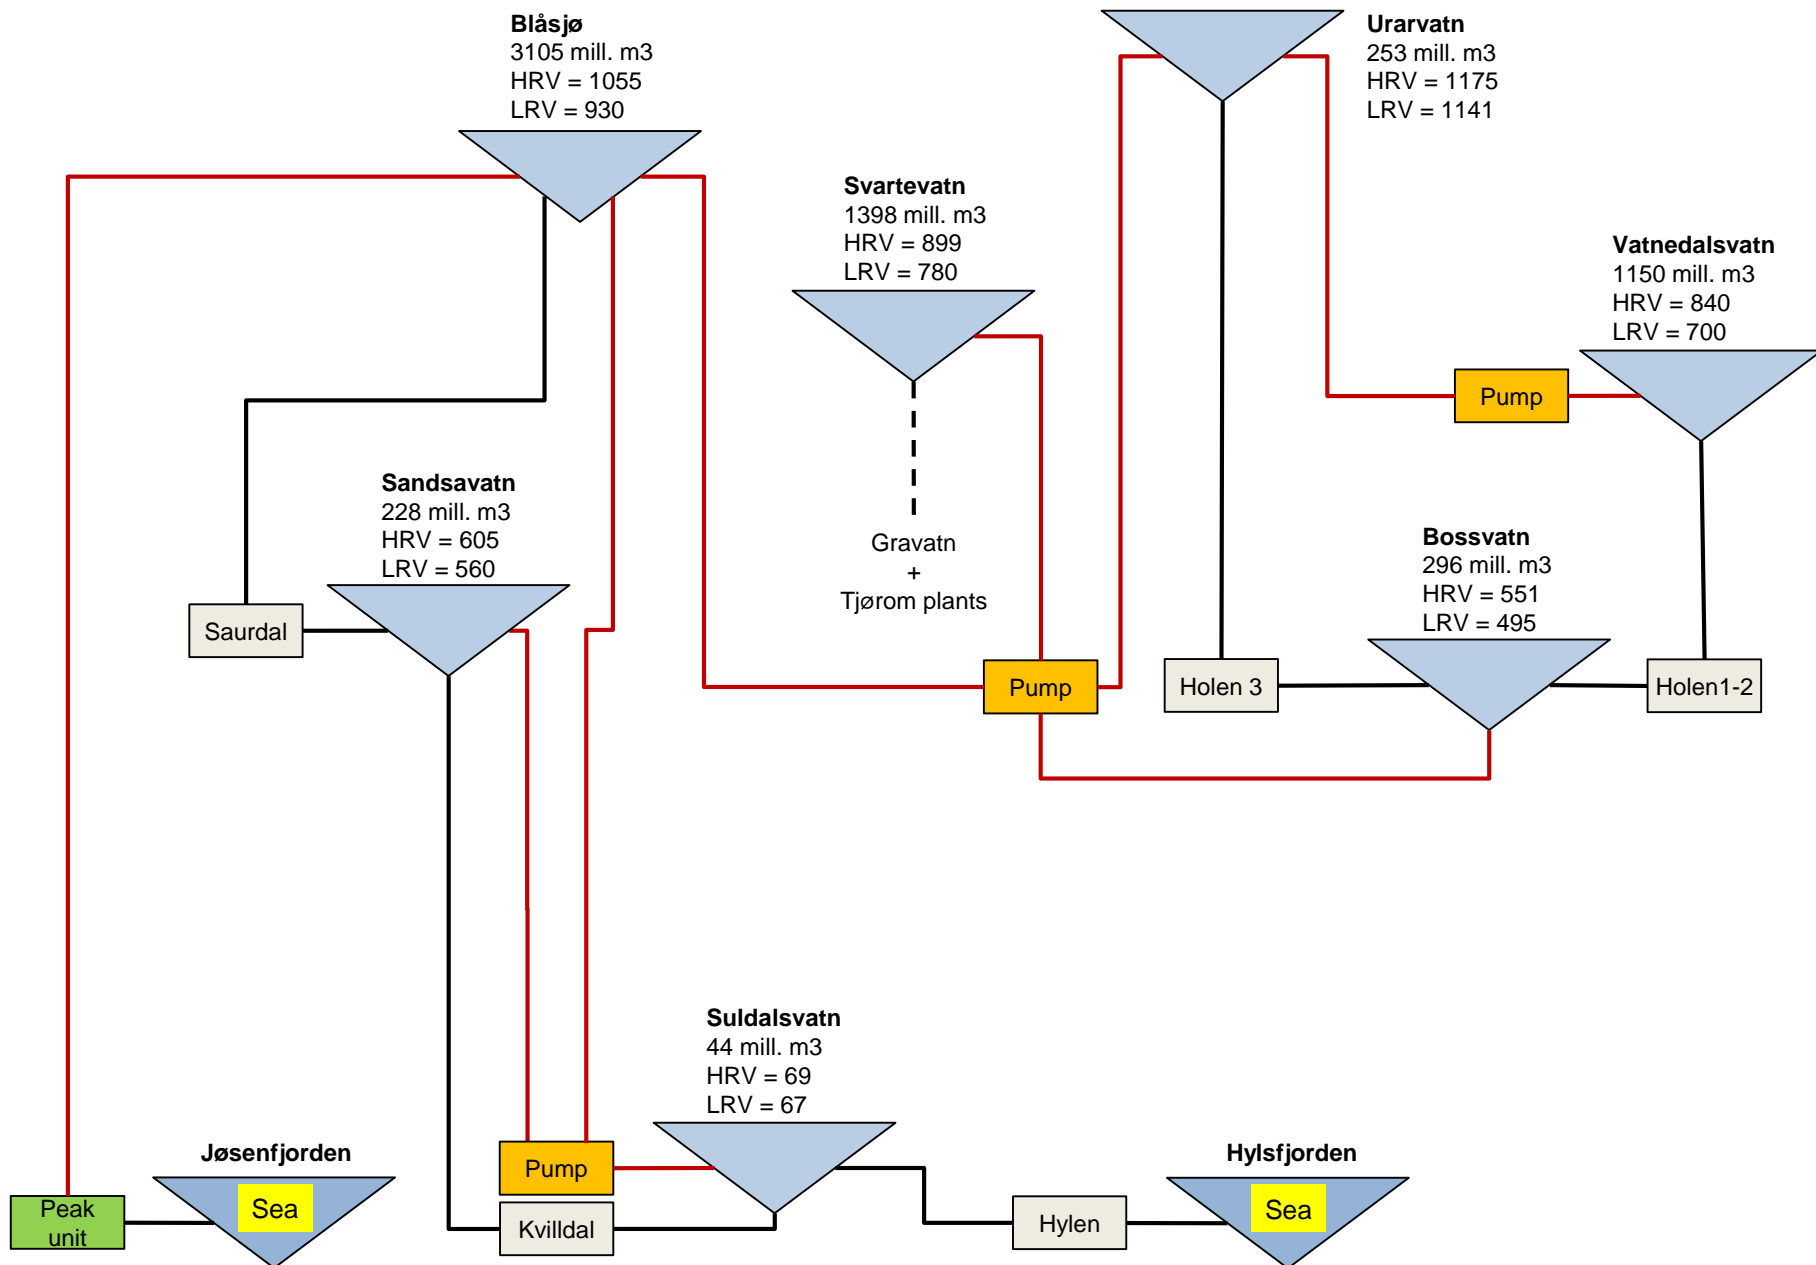 Blåsjø
3105 mill. m3
HRV = 1055
LRV = 930
Urarvatn
253 mill. m3
HRV = 1175
LRV = 1141
Svartevatn
1398 mill. m3
HRV = 899
LRV = 780
Vatnedalsvatn
1150 mill. m3
HRV = 840
LRV = 700
Pump
Sandsavatn
228 mill. m3
HRV = 605
LRV = 560
Gravatn
+
Tjørom plants
Bossvatn
296 mill. m3
HRV = 551
LRV = 495
Saurdal
Pump
Holen 3
Holen1-2
Suldalsvatn
44 mill. m3
HRV = 69
LRV = 67
Jøsenfjorden
Pump
Hylsfjorden
Peak
unit
Sea
Kvilldal
Hylen
Sea